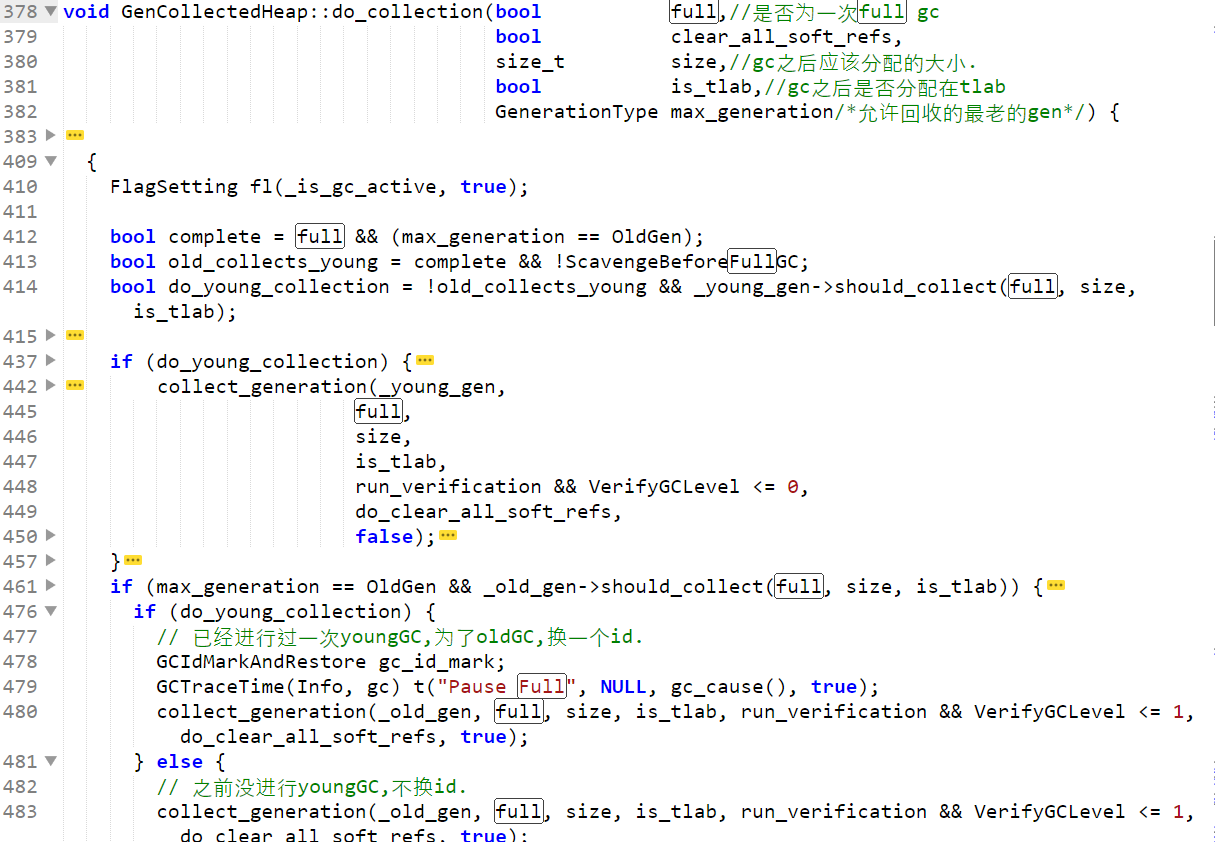 378 void GenCollectedHeap::do_collection(bool full,//是否为一次full gc
379 bool clear_all_soft_refs,
380 size_t size,//gc之后应该分配的大小.
381 bool is_tlab,//gc之后是否分配在tlab
382 GenerationType max_generation/*允许回收的最老的gen*/) {
383
409 {
410 FlagSetting fl(_is_gc_active, true);
411
412 bool complete = full && (max_generation == OldGen);
413 bool old_collects_young = complete && !ScavengeBeforeFullGC;
414 bool do_young_collection = !old_collects_young && _young_gen->should_collect(full, size,
is_tlab);
415
437 if (do_young_collection) {
442 collect_generation(_young_gen,
445 full,
446 size,
447 is_tlab,
448 run_verification && VerifyGCLevel <= 0,
449 do_clear_all_soft_refs,
450 false);
457 }
461 if (max_generation == OldGen && _old_gen->should_collect(full, size, is_tlab)) {
476 if (do_young_collection) {
477 // 已经进行过一次youngGC,为了oldGC,换一个id.
478 GCIdMarkAndRestore gc_id_mark;
479 GCTraceTime(Info, gc) t("Pause Full", NULL, gc_cause(), true);
480 collect_generation(_old_gen, full, size, is_tlab, run_verification && VerifyGCLevel <= 1,
do_clear_all_soft_refs, true);
481 } else {
482 // 之前没进行youngGC,不换id.
483 collect_generation(_old_gen, full, size, is_tlab, run_verification && VerifyGCLevel <= 1,
do_clear_all_soft_refs, true);